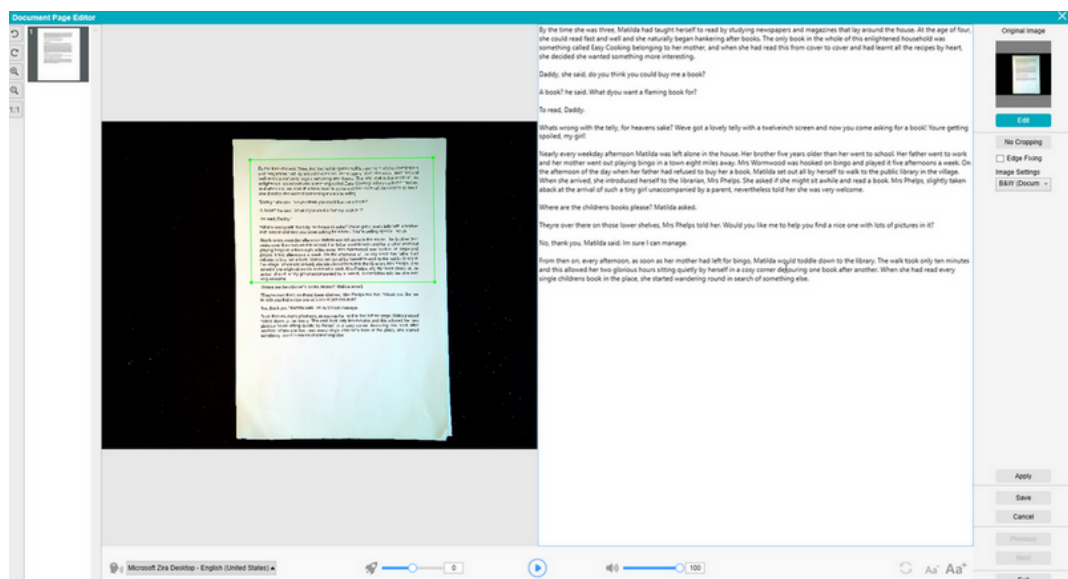 Document Page Editor
1
1:1
By the time she was three, Matilda had taught herself to read by studying newspapers and magazines that lay around the house. At the age of four,
she could read fast and well and she naturally began hankering after books. The only book in the whole of this enlightened household was
something called Easy Cooking belonging to her mother, and when she had read this from cover to cover and had learnt all the recipes by heart,
she decided she wanted something more interesting.
Daddy, she said, do you think you could buy me a book?
A book? he said. What dyou want a flaming book for?
To read, Daddy.
Whats wrong with the telly, for heavens sake? Weve got a lovely telly with a twelveinch screen and now you come asking for a book! Youre getting
spoiled, my girl!
Nearly every weekday afternoon Matilda was left alone in the house. Her brother five years older than her went to school. Her father went to work
and her mother went out playing bingo in a town eight miles away. Mrs Wormwood was hooked on bingo and played it five afternoons a week. On
the afternoon of the day when her father had refused to buy her a book, Matilda set out all by herself to walk to the public library in the village.
When she arrived, she introduced herself to the librarian, Mrs Phelps. She asked if she might sit awhile and read a book. Mrs Phelps, slightly taken
aback at the arrival of such a tiny girl unaccompanied by a parent, nevertheless told her she was very welcome.
Where are the childrens books please? Matilda asked.
Theyre over there on those lower shelves, Mrs Phelps told her. Would you like me to help you find a nice one with lots of pictures in it?
No, thank you, Matilda said. Im sure I can manage.
From then on, every afternoon, as soon as her mother had left for bingo, Matilda would toddle down to the library. The walk took only ten minutes
and this allowed her two glorious hours sitting quietly by herself in a cosy corner devouring one book after another. When she had read every
single childrens book in the place, she started wandering round in search of something else.
Original Image
Edit
No Cropping
Edge Fixing
Image Settings
B&W (Docum
Apply
Save
Cancel
Previous
Next
Exit
Microsoft Zira Desktop - English (United States)
0
100
Aa-
Aa+